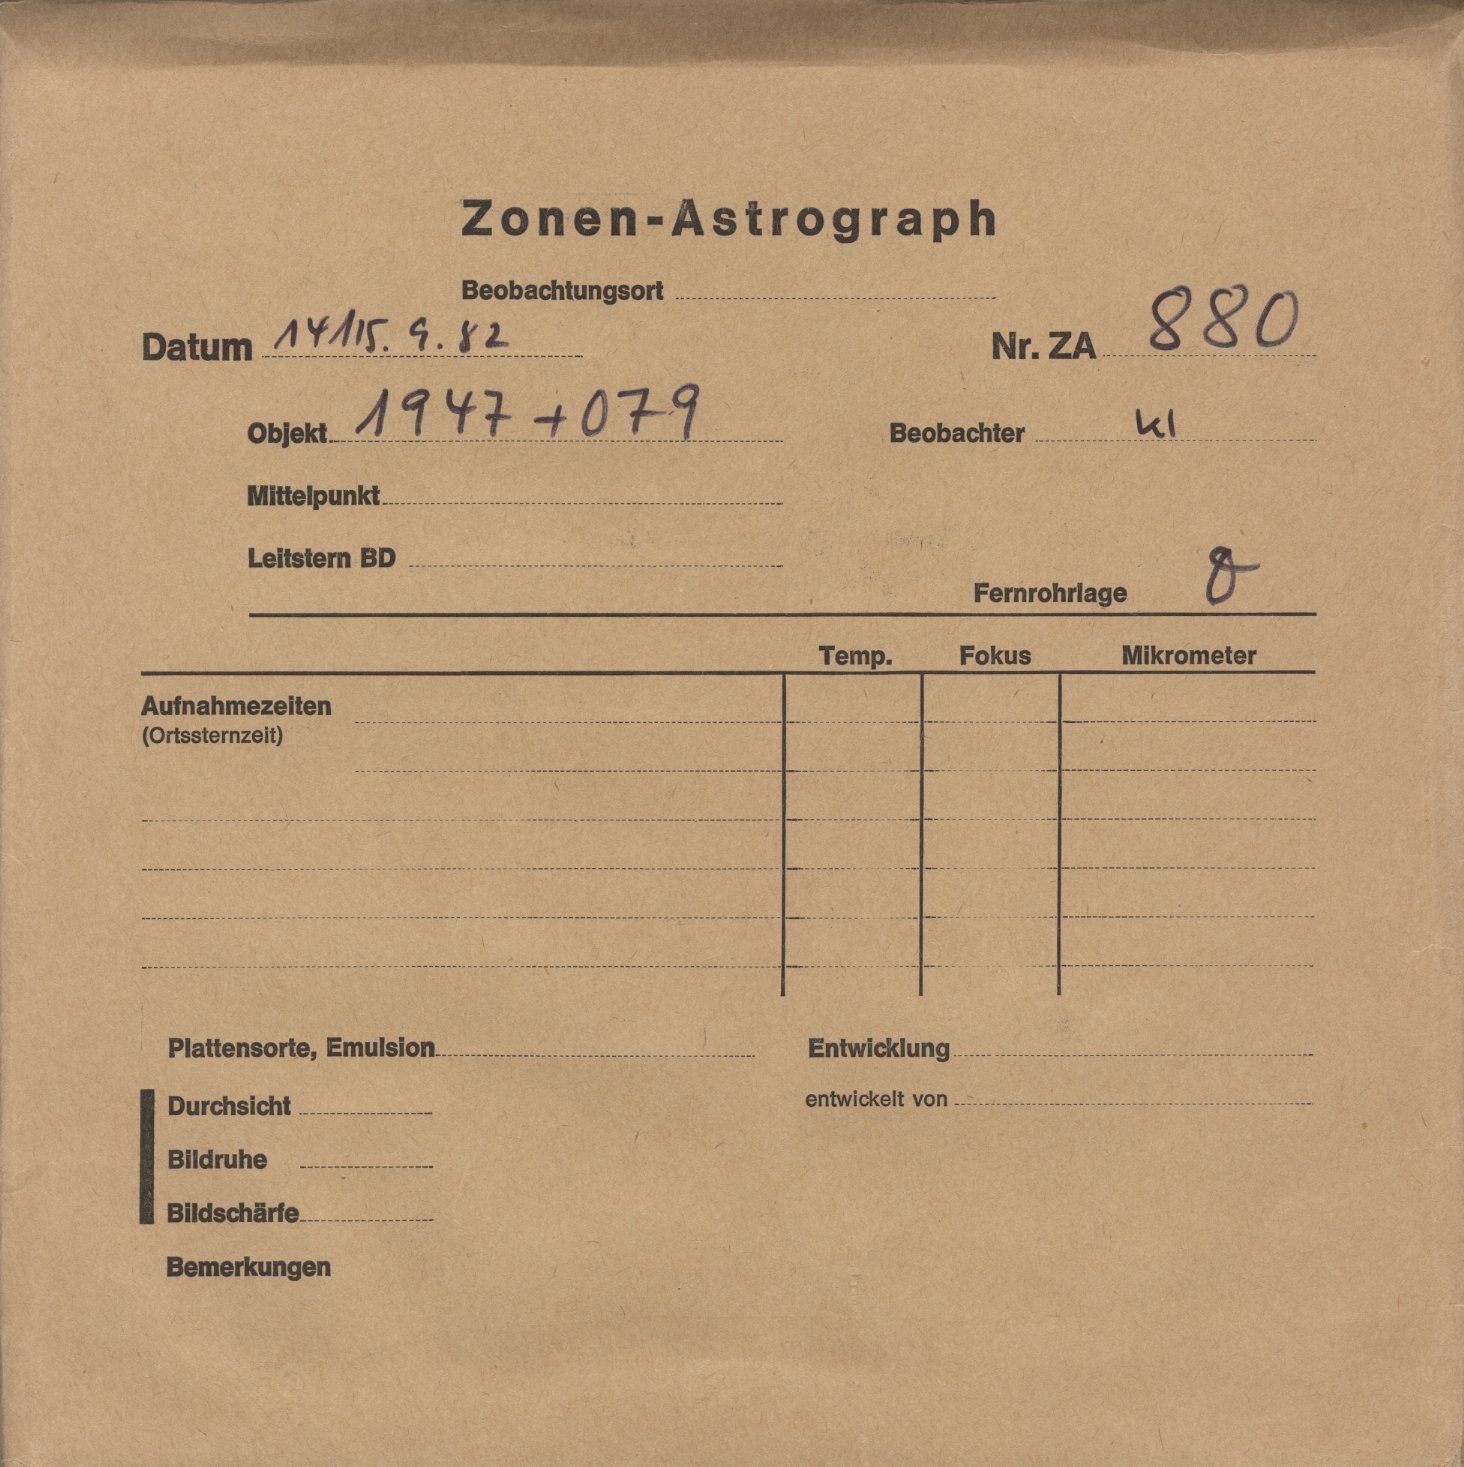 Zonen-Astrograph
Beobachtungsort
Datum 14/15. 9. 82
Nr. ZA 880
Objekt 1947 +079
Beobachter kl
Mittelpunkt
Leitstern BD
Fernrohrlage
Temp. Fokus Mikrometer
Aufnahmezeiten
(Ortssternzeit)
Plattensorte, Emulsion
Entwicklung
Durchsicht
entwickelt von
Bildruhe
Bildschärfe
Bemerkungen